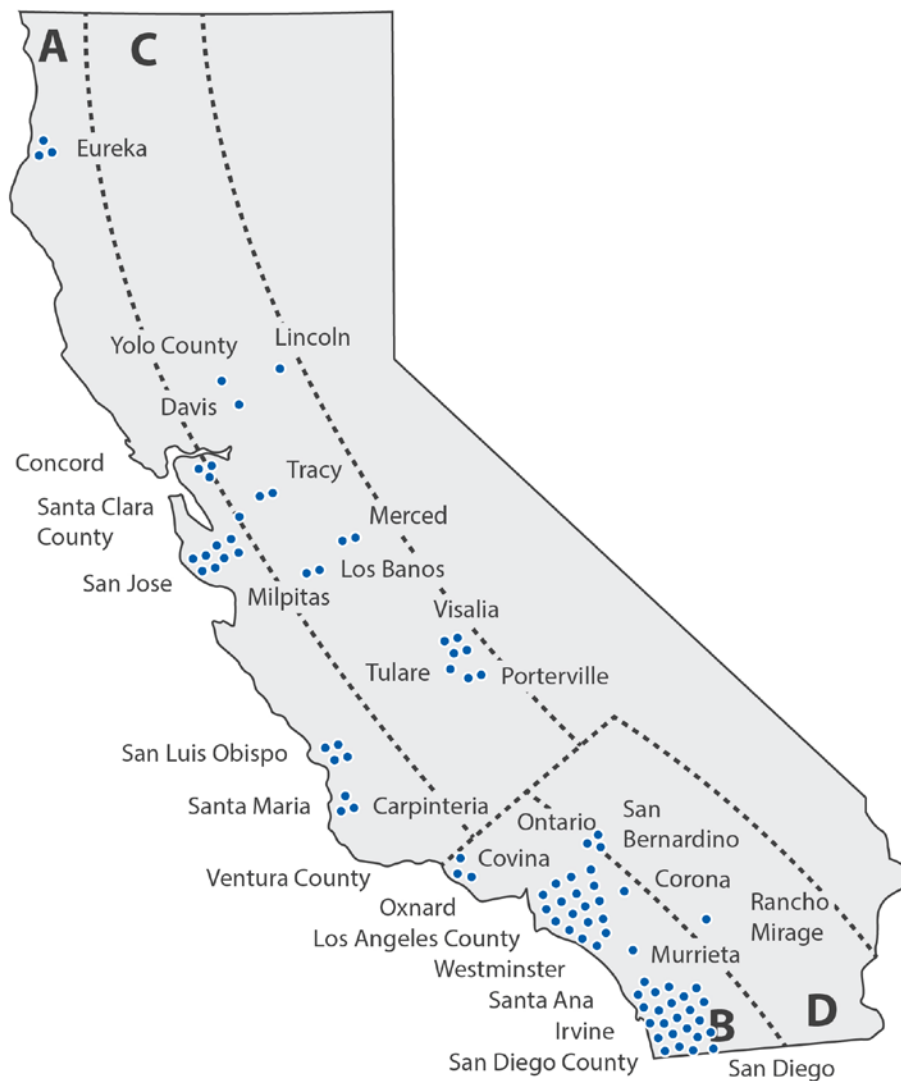 A
C
Eureka
Yolo County
Lincoln
Davis
Concord
Tracy
Santa Clara
County
Merced
San Jose
Milpitas
Los Banos
Visalia
Tulare
Porterville
San Luis Obispo
Santa Maria
Carpinteria
Ontario
San
Bernardino
Ventura County
Covina
Corona
Oxnard
Rancho
Mirage
Los Angeles County
Westminster
Murrieta
Santa Ana
Irvine
B
D
San Diego County
San Diego